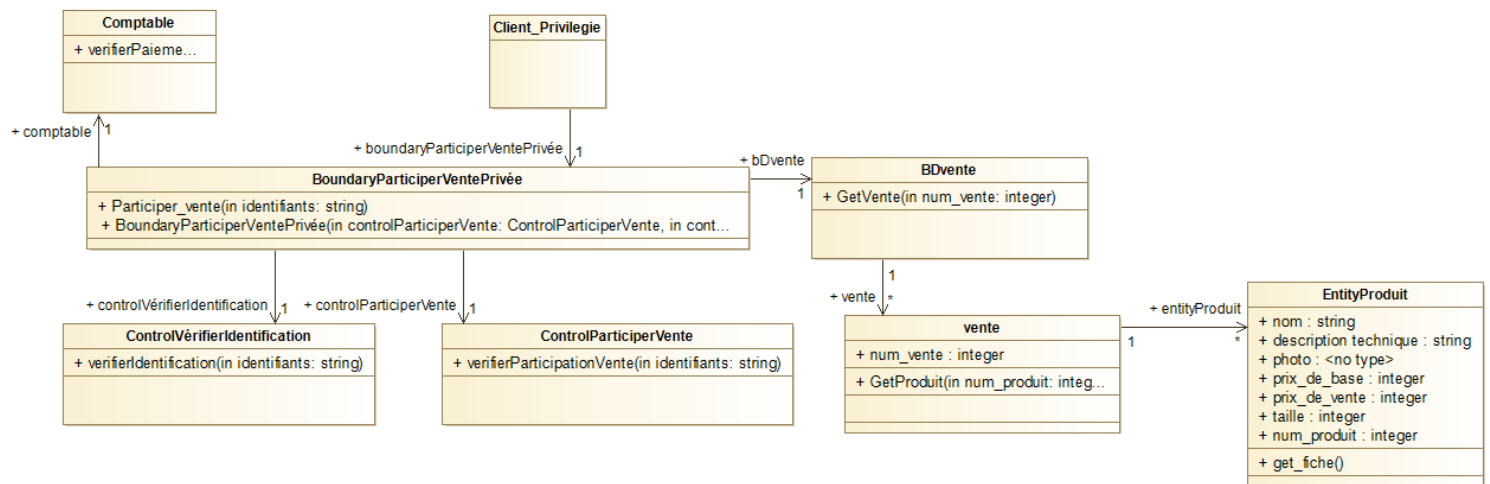 Comptable
+ verifierPaieme...
Client_Privilegie
+ comptable
1
+ boundaryParticiperVentePrivée
1
BoundaryParticiperVentePrivée
+ Participer_vente(in identifiants: string)
+ BoundaryParticiperVentePrivée(in controlParticiperVente: ControlParticiperVente, in cont...
+ bDvente
1
BDvente
+ GetVente(in num_vente: integer)
+ controlVérifierIdentification
1
+ controlParticiperVente
1
ControlVérifierIdentification
+ verifierIdentification(in identifiants: string)
ControlParticiperVente
+ verifierParticipationVente(in identifiants: string)
1
+ vente
*
vente
+ num_vente : integer
+ GetProduit(in num_produit: integ...
+ entityProduit
1
*
EntityProduit
+ nom : string
+ description technique : string
+ photo : <no type>
+ prix_de_base : integer
+ prix_de_vente : integer
+ taille : integer
+ num_produit : integer
+ get_fiche()